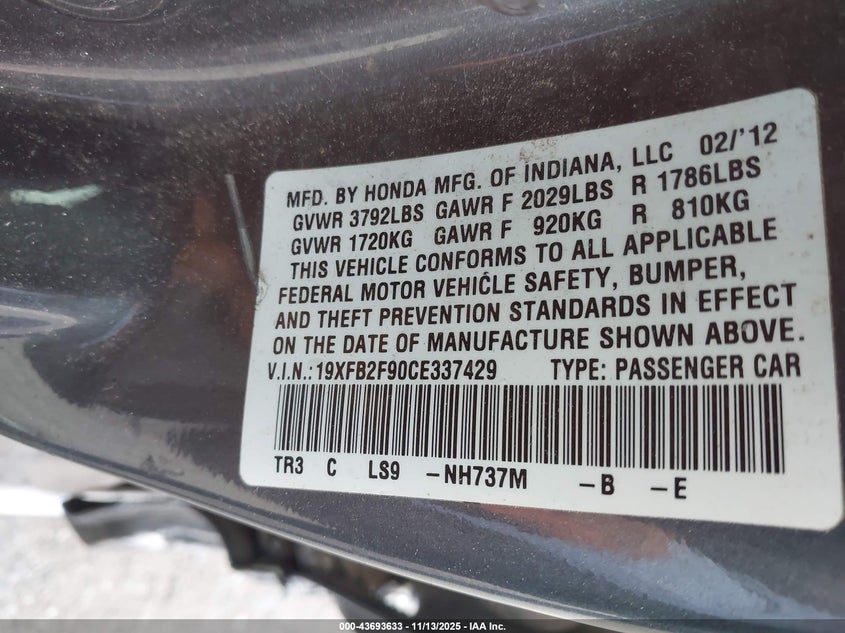 MFD. BY HONDA MFG. OF INDIANA, LLC 02/'12
GVWR 3792LBS GAWR F 2029LBS R 1786LBS
GVWR 1720KG GAWR F 920KG R 810KG
THIS VEHICLE CONFORMS TO ALL APPLICABLE
FEDERAL MOTOR VEHICLE SAFETY, BUMPER,
AND THEFT PREVENTION STANDARDS IN EFFECT
ON THE DATE OF MANUFACTURE SHOWN ABOVE.
V.I.N.:19XFB2F90CE337429 TYPE: PASSENGER CAR
TR3 C LS9 -NH737M -B -E
000-43693633 - 11/13/2025 - IAA Inc.